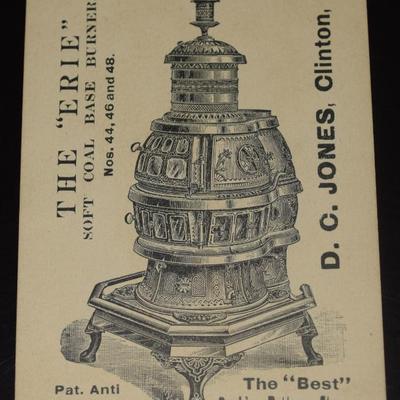 THE "ERIE"
SOFT COAL BASE BURNER
Nos. 44, 46 and 48.
D. C. JONES, Clinton,
Pat. Anti
The "Best"